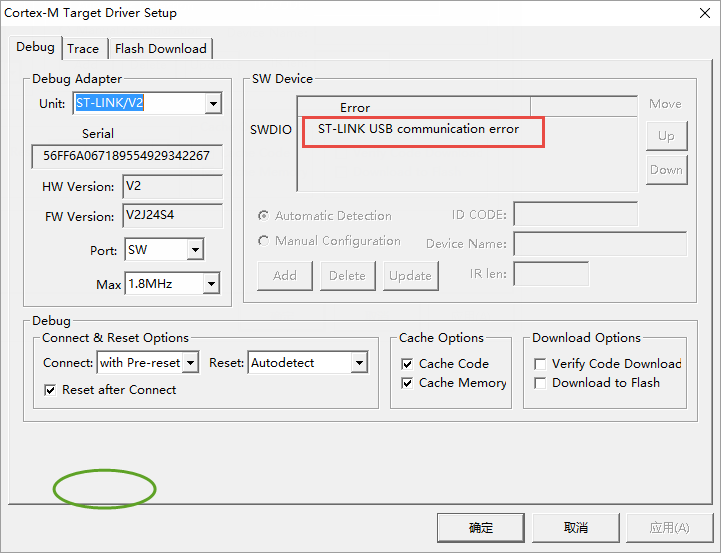 Cortex-M Target Driver Setup
Debug Trace Flash Download
Debug Adapter
Unit: ST-LINK/V2
Serial
56FF6A067189554929342267
HW Version: V2
FW Version: V2J24S4
Port: SW
Max 1.8MHz
SW Device
Error
SWDIO ST-LINK USB communication error
Move
Up
Down
Automatic Detection
Manual Configuration
ID CODE:
Device Name:
Add Delete Update
IR len:
Debug
Connect & Reset Options
Connect: with Pre-reset Reset: Autodetect
Reset after Connect
Cache Options
Cache Code
Cache Memory
Download Options
Verify Code Download
Download to Flash
确定 取消 应用(A)